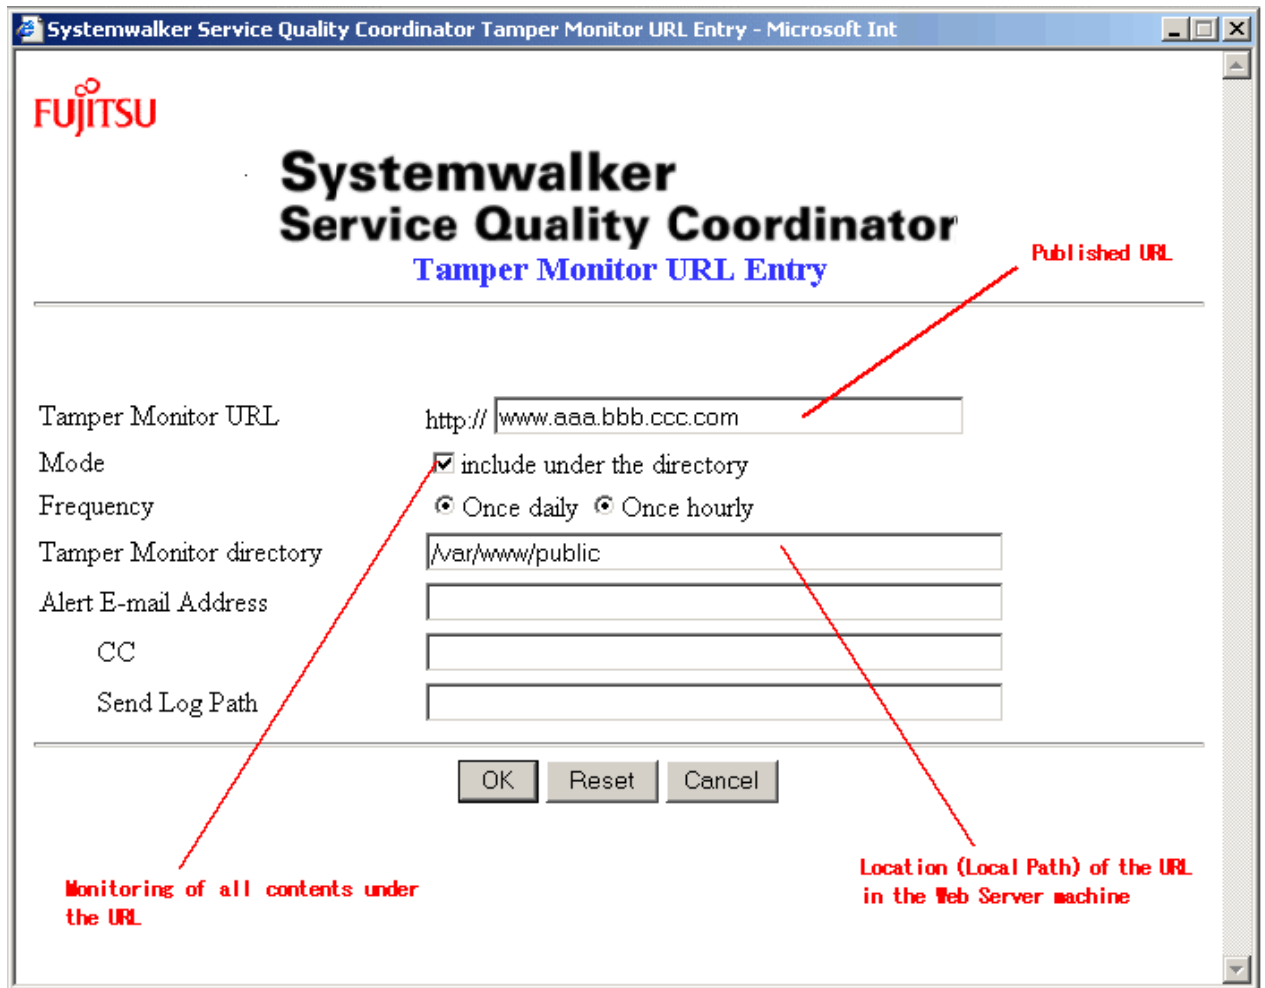 Systemwalker Service Quality Coordinator Tamper Monitor URL Entry - Microsoft Int
FUJITSU
Systemwalker
Service Quality Coordinator
Tamper Monitor URL Entry
Published URL
Tamper Monitor URL http:// www.aaa.bbb.ccc.com
Mode include under the directory
Frequency Once daily Once hourly
Tamper Monitor directory /var/www/public
Alert E-mail Address
CC
Send Log Path
OK Reset Cancel
Monitoring of all contents under
the URL
Location (Local Path) of the URL
in the Web Server machine